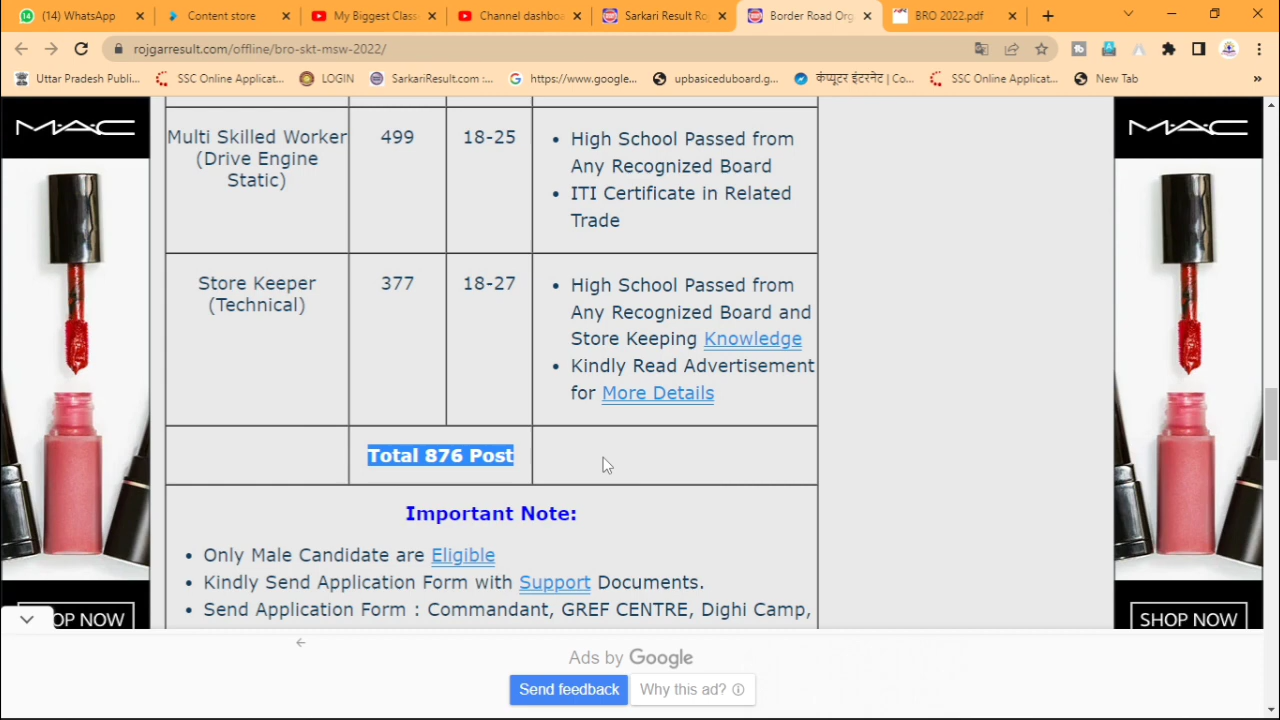 (14) WhatsApp
Content store
My Biggest Class
Channel dashboa
Sarkari Result Ro
Border Road Org
BRO 2022.pdf
rojgarresult.com/offline/bro-skt-msw-2022/
Uttar Pradesh Publi...
SSC Online Applicat...
LOGIN
SarkariResult.com :...
https://www.google...
upbasiceduboard.g...
कंप्यूटर इंटरनेट | Co...
SSC Online Applicat...
New Tab
»
MAC
MAC
Multi Skilled Worker
(Drive Engine
Static)
499
18-25
• High School Passed from
Any Recognized Board
• ITI Certificate in Related
Trade
Store Keeper
(Technical)
377
18-27
• High School Passed from
Any Recognized Board and
Store Keeping Knowledge
• Kindly Read Advertisement
for More Details
Total 876 Post
Important Note:
• Only Male Candidate are Eligible
• Kindly Send Application Form with Support Documents.
• Send Application Form : Commandant, GREF CENTRE, Dighi Camp,
OP NOW
SHOP NOW
Ads by Google
Send feedback
Why this ad?